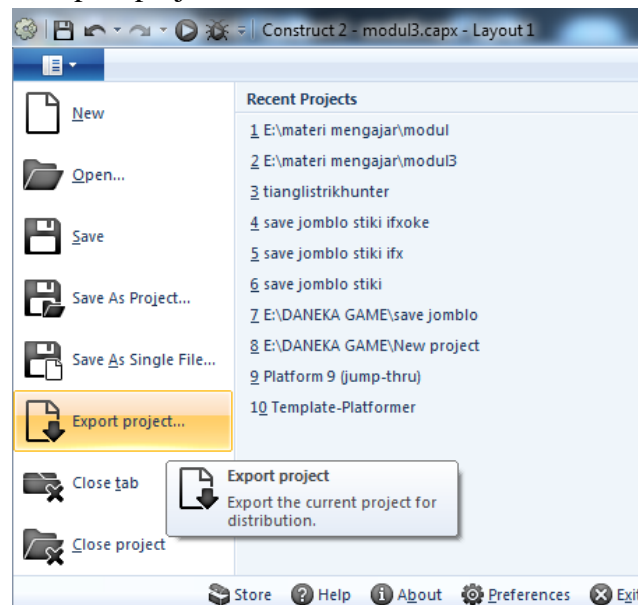 Construct 2 - modul3.capx - Layout 1
New
Open...
Save
Save As Project...
Save As Single File...
Export project...
Close tab
Close project
Recent Projects
1 E:\materi mengajar\modul
2 E:\materi mengajar\modul3
3 tianglistrikhunter
4 save jomblo stiki ifxoke
5 save jomblo stiki ifx
6 save jomblo stiki
7 E:\DANEKA GAME\save jomblo
8 E:\DANEKA GAME\New project
9 Platform 9 (jump-thru)
10 Template-Platformer
Export project
Export the current project for
distribution.
Store Help About Preferences Exit